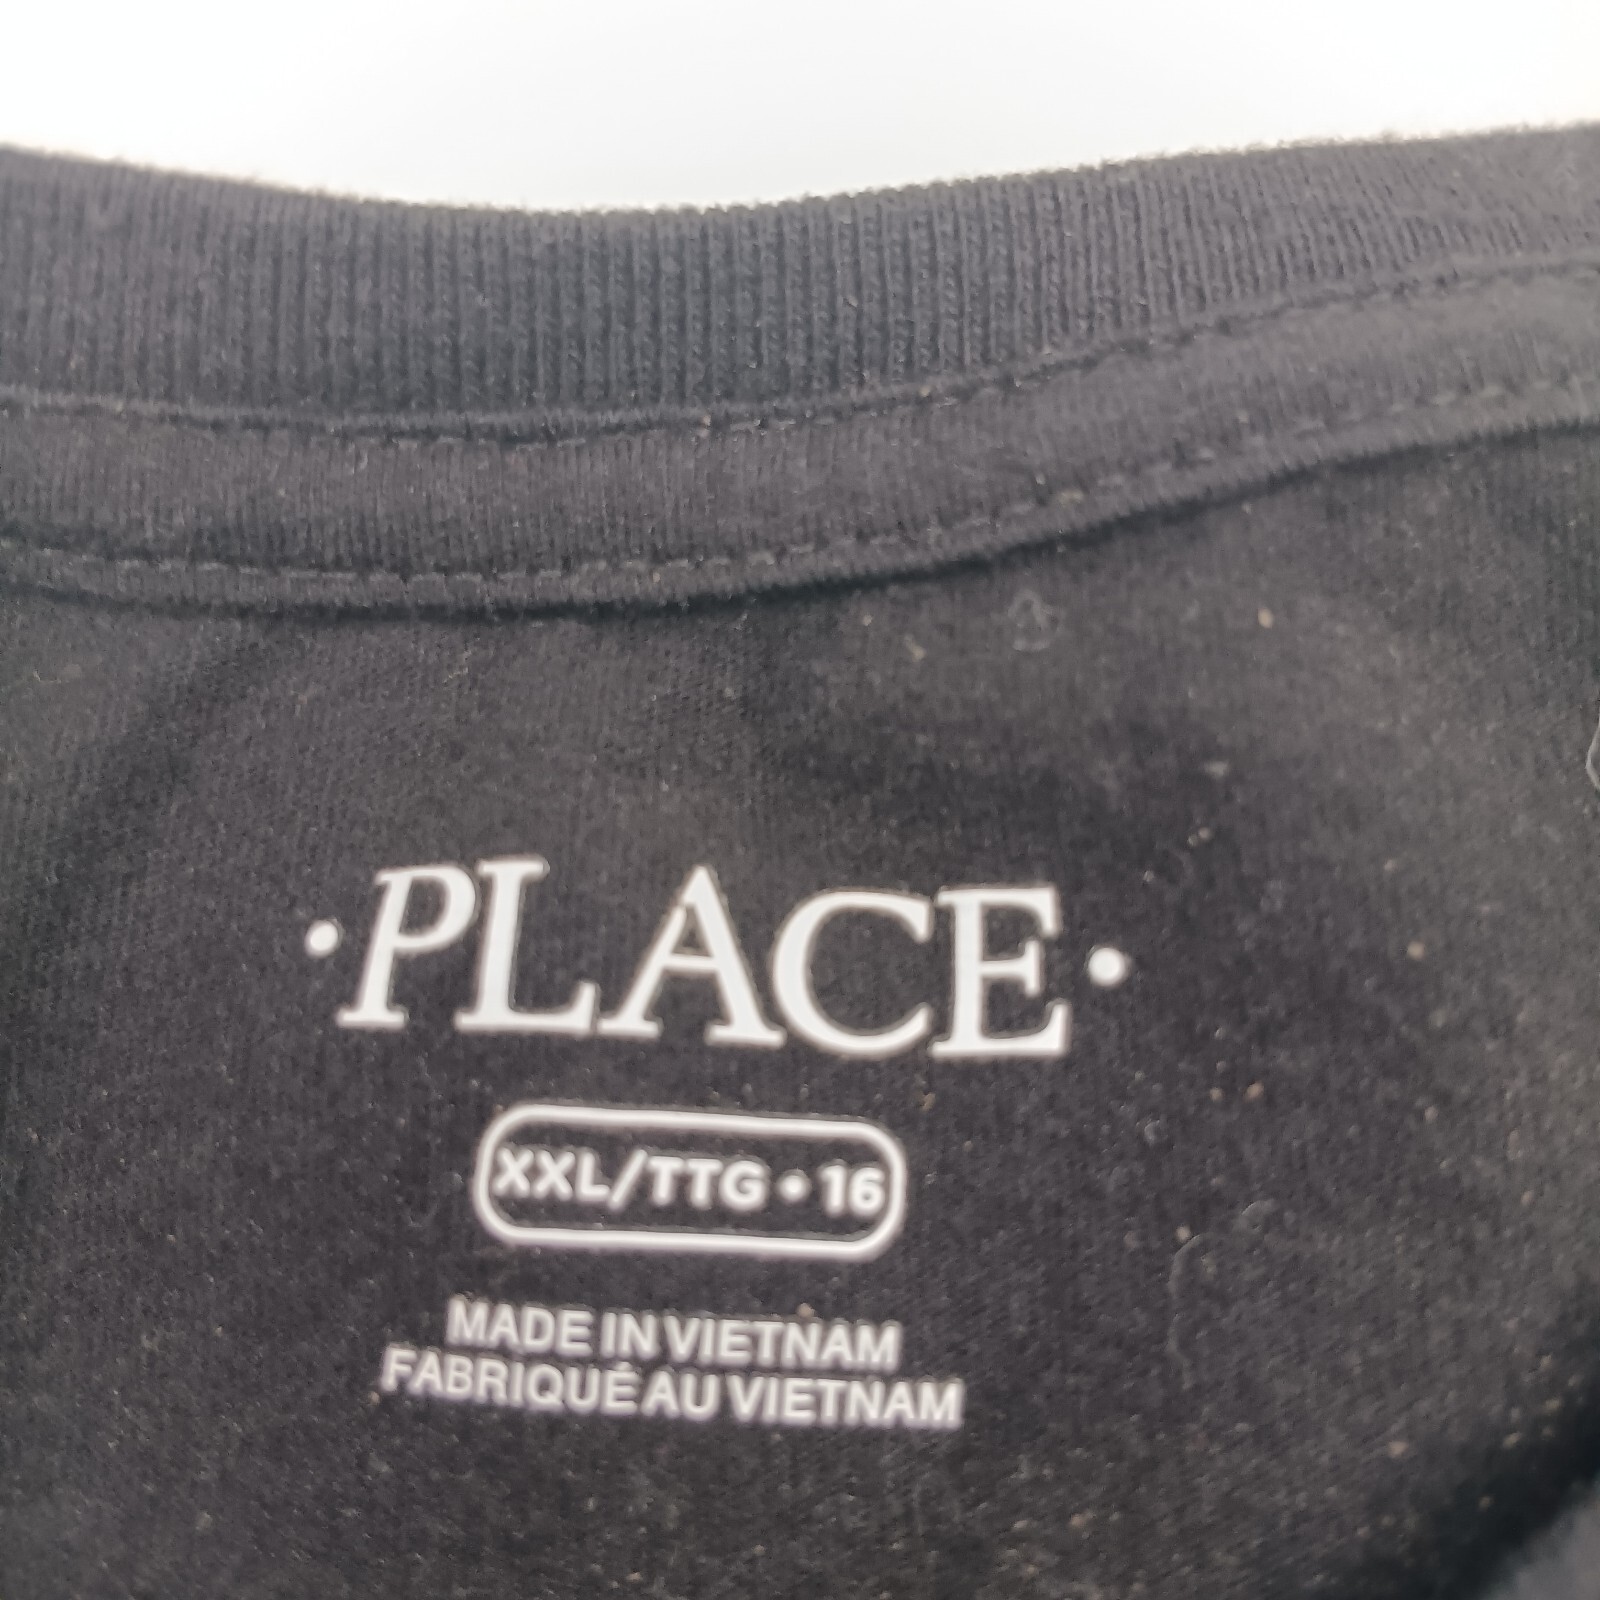 ·PLACE·
XXL/TTG • 16
MADE IN VIETNAM
FABRIQUÉ AU VIETNAM